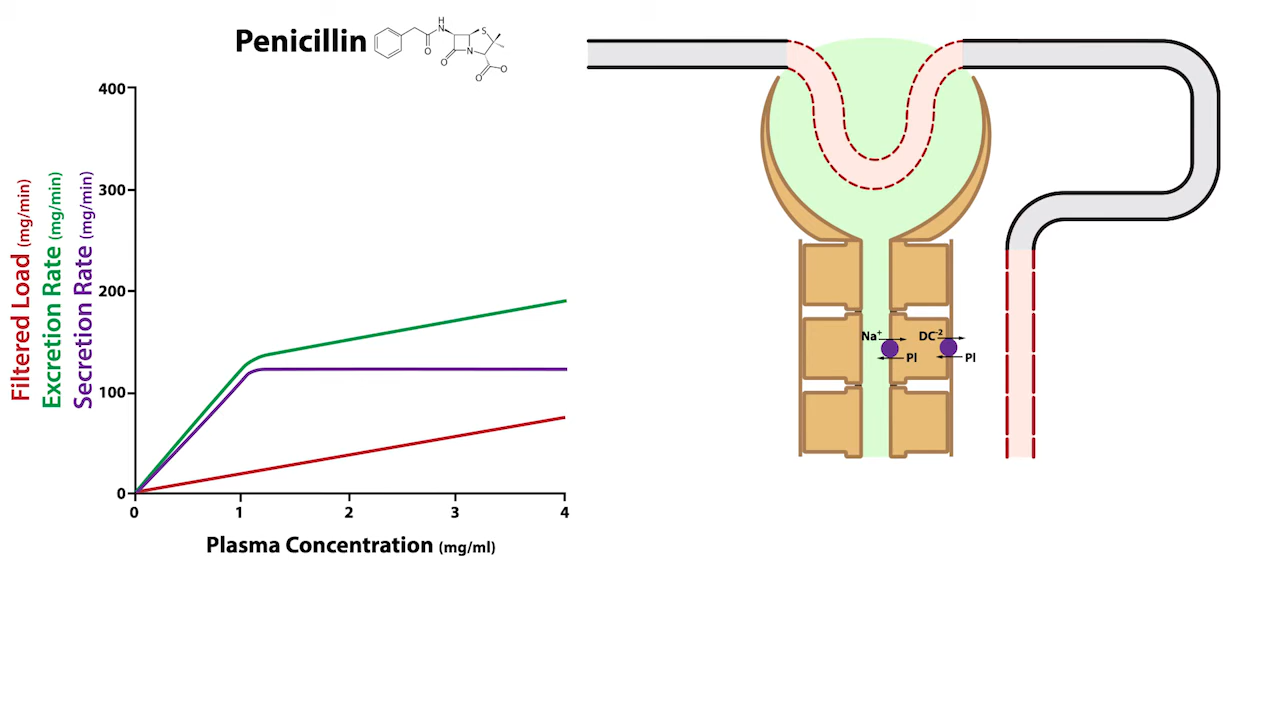 Penicillin
H
N
S
O
N
O
O
O
Filtered Load (mg/min)
Excretion Rate (mg/min)
Secretion Rate (mg/min)
400
300
200
100
0
0 1 2 3 4
Plasma Concentration (mg/ml)
Na⁺ DC⁻²
PI PI